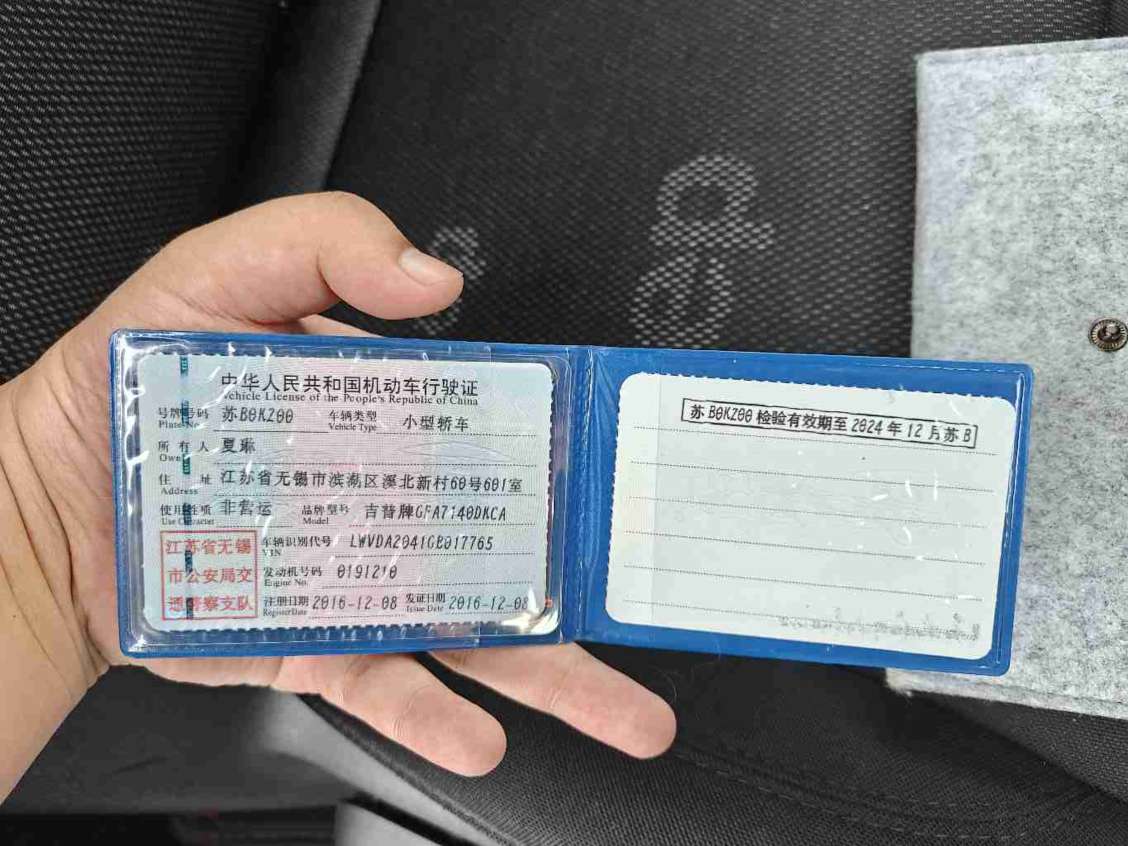 中华人民共和国机动车行驶证
Vehicle License of the People's Republic of China
号牌号码 苏B0KZ00 车辆类型 小型轿车
Plate No. Vehicle Type
所有人 夏琳
Owner
住址 江苏省无锡市滨湖区溪北新村60号601室
Address
使用性质 非营运 品牌型号 吉普牌GFA7140DKCA
Use Character Model
江苏省无锡
市公安局交
通警察支队
车辆识别代号 LWVDA2041GB017765
VIN
发动机号码 0191210
Engine No.
注册日期 2016-12-08 发证日期 2016-12-08
Register Date Issue Date
苏B0KZ00 检验有效期至2024年12月苏B